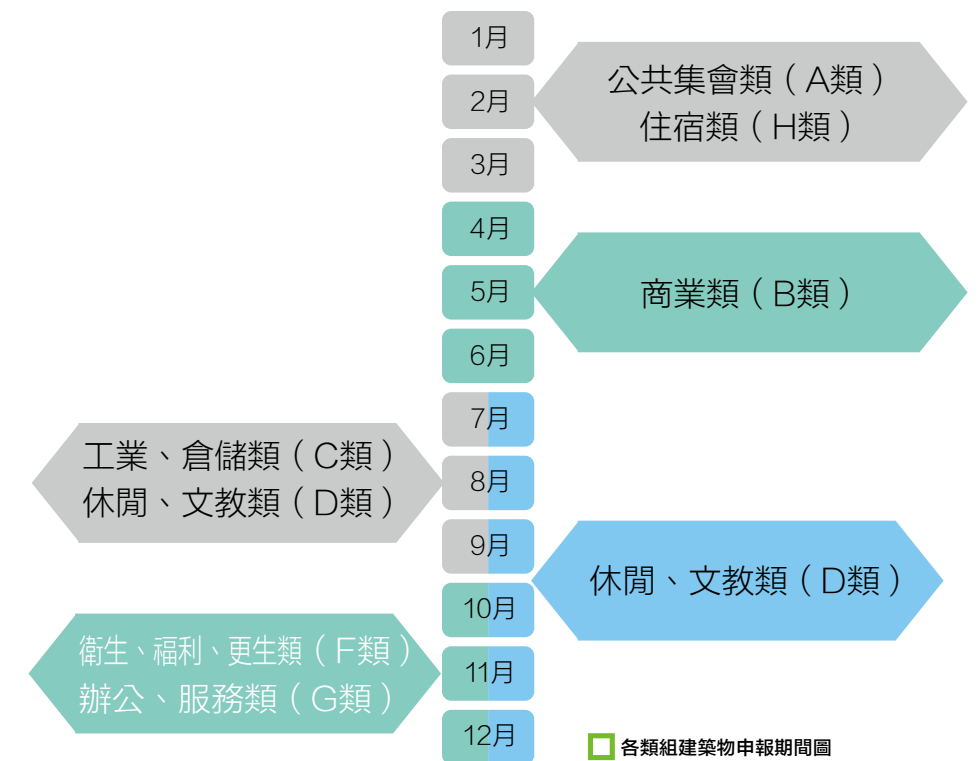 1月
2月
3月
公共集會類（A類）
住宿類（H類）
4月
5月
6月
商業類（B類）
7月
8月
9月
工業、倉儲類（C類）
休閒、文教類（D類）
休閒、文教類（D類）
10月
11月
12月
衛生、福利、更生類（F類）
辦公、服務類（G類）
各類組建築物申報期間圖